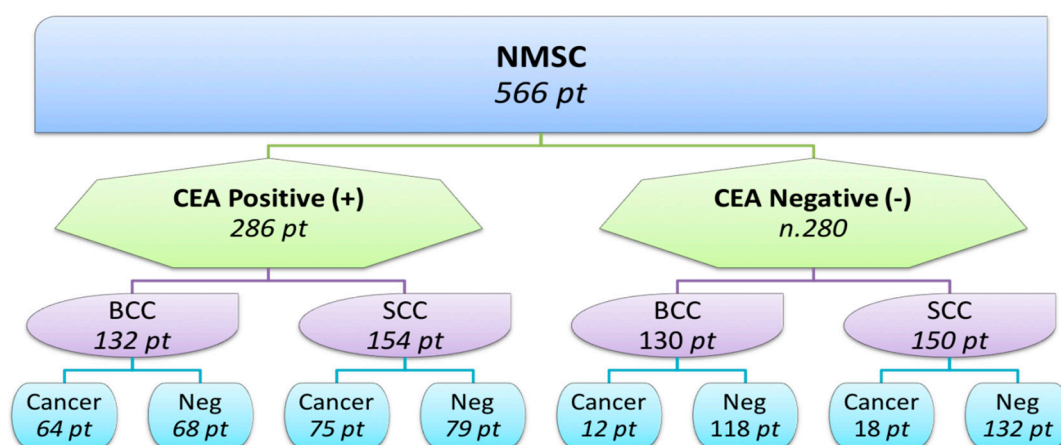 NMSC
566 pt
CEA Positive (+)
286 pt
CEA Negative (-)
n.280
BCC
132 pt
SCC
154 pt
BCC
130 pt
SCC
150 pt
Cancer
64 pt
Neg
68 pt
Cancer
75 pt
Neg
79 pt
Cancer
12 pt
Neg
118 pt
Cancer
18 pt
Neg
132 pt